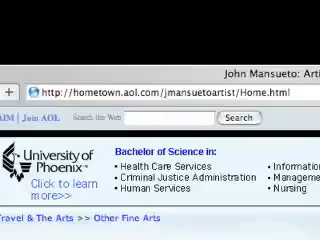 John Mansueto: Arti
http://hometown.aol.com/jmansuetoartist/Home.html
AIM | Join AOL Search the Web Search
University of Phoenix™
Click to learn more>>
Bachelor of Science in:
• Health Care Services
• Criminal Justice Administration
• Human Services
• Informatio
• Manageme
• Nursing
Travel & The Arts >> Other Fine Arts